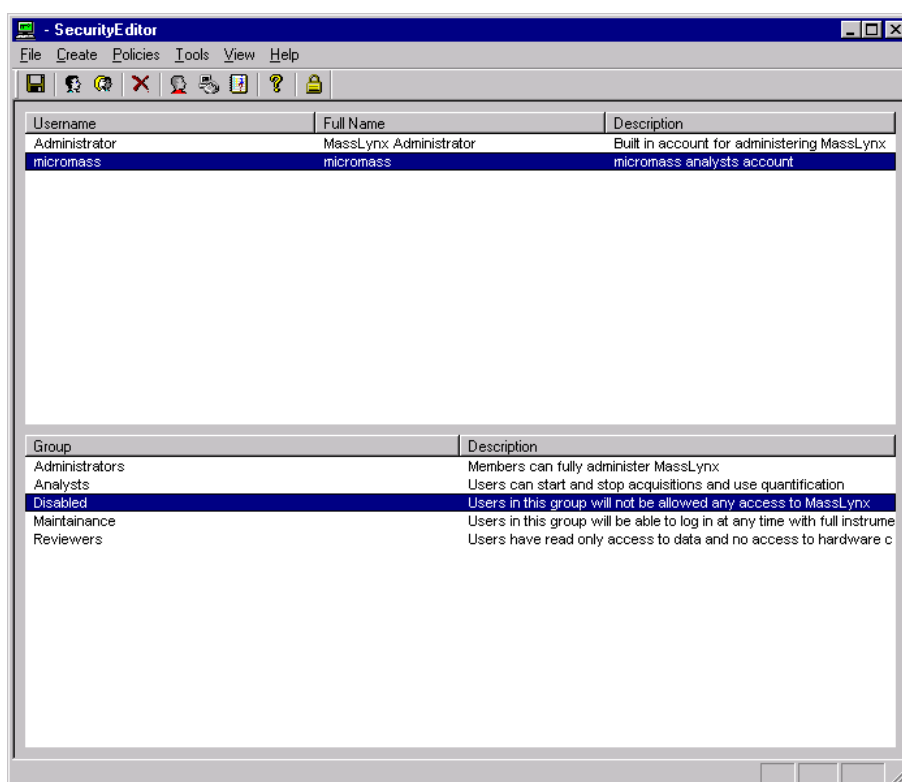 - SecurityEditor
File Create Policies Tools View Help
Username Full Name Description
Administrator MassLynx Administrator Built in account for administering MassLynx
micromass micromass micromass analysts account
Group Description
Administrators Members can fully administer MassLynx
Analysts Users can start and stop acquisitions and use quantification
Disabled Users in this group will not be allowed any access to MassLynx
Maintainance Users in this group will be able to log in at any time with full instrume
Reviewers Users have read only access to data and no access to hardware c